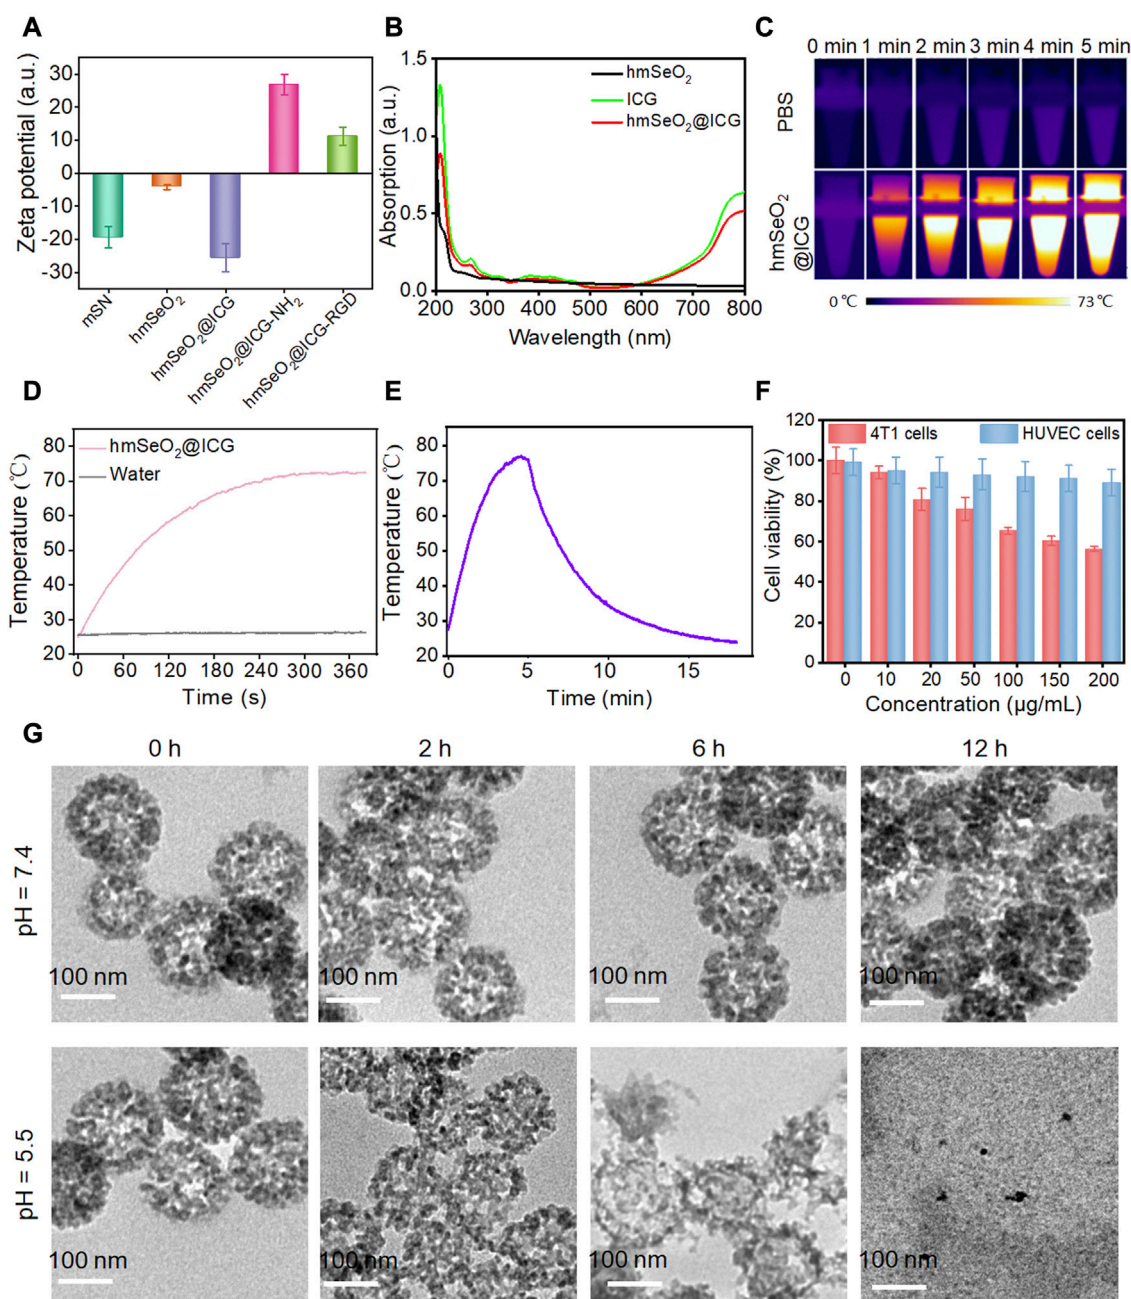 A
Zeta potential (a.u.)
30
20
10
0
-10
-20
-30
mSN
hmSeO2
hmSeO2@ICG
hmSeO2@ICG-NH2
hmSeO2@ICG-RGD
B
Absorption (a.u.)
1.5
1.0
0.5
0.0
200 300 400 500 600 700 800
Wavelength (nm)
hmSeO2
ICG
hmSeO2@ICG
C
0 min 1 min 2 min 3 min 4 min 5 min
PBS
hmSeO2
@ICG
0℃ 73℃
D
Temperature (℃)
80
70
60
50
40
30
20
0 60 120 180 240 300 360
Time (s)
hmSeO2@ICG
Water
E
Temperature (℃)
80
70
60
50
40
30
20
0 5 10 15
Time (min)
F
Cell viability (%)
120
100
80
60
40
20
0
4T1 cells HUVEC cells
0 10 20 50 100 150 200
Concentration (μg/mL)
G
0 h 2 h 6 h 12 h
pH = 7.4
100 nm 100 nm 100 nm 100 nm
pH = 5.5
100 nm 100 nm 100 nm 100 nm